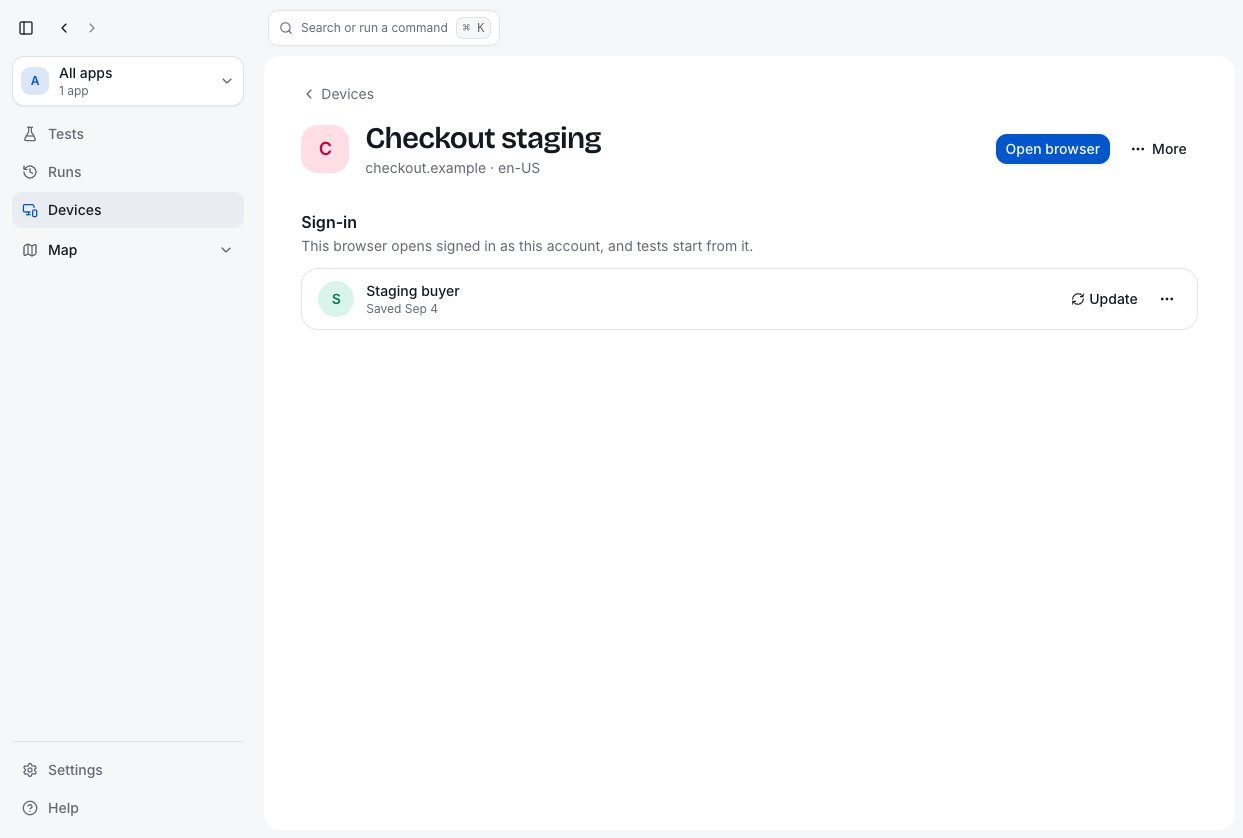 Search or run a command ⌘ K
A
All apps
1 app
Tests
Runs
Devices
Map
Settings
Help
Devices
C
Checkout staging
checkout.example · en-US
Open browser
More
Sign-in
This browser opens signed in as this account, and tests start from it.
S
Staging buyer
Saved Sep 4
Update